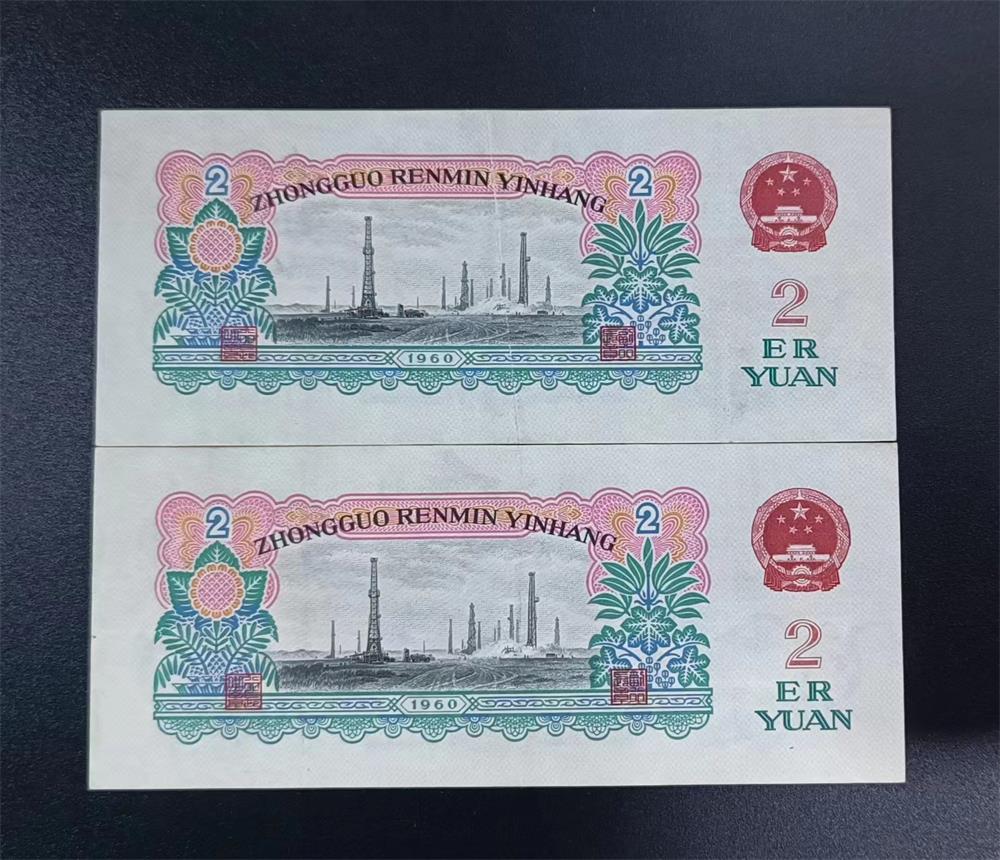 2 2
ZHONGGUO RENMIN YINHANG
1960
2
ER
YUAN
2 2
ZHONGGUO RENMIN YINHANG
1960
2
ER
YUAN